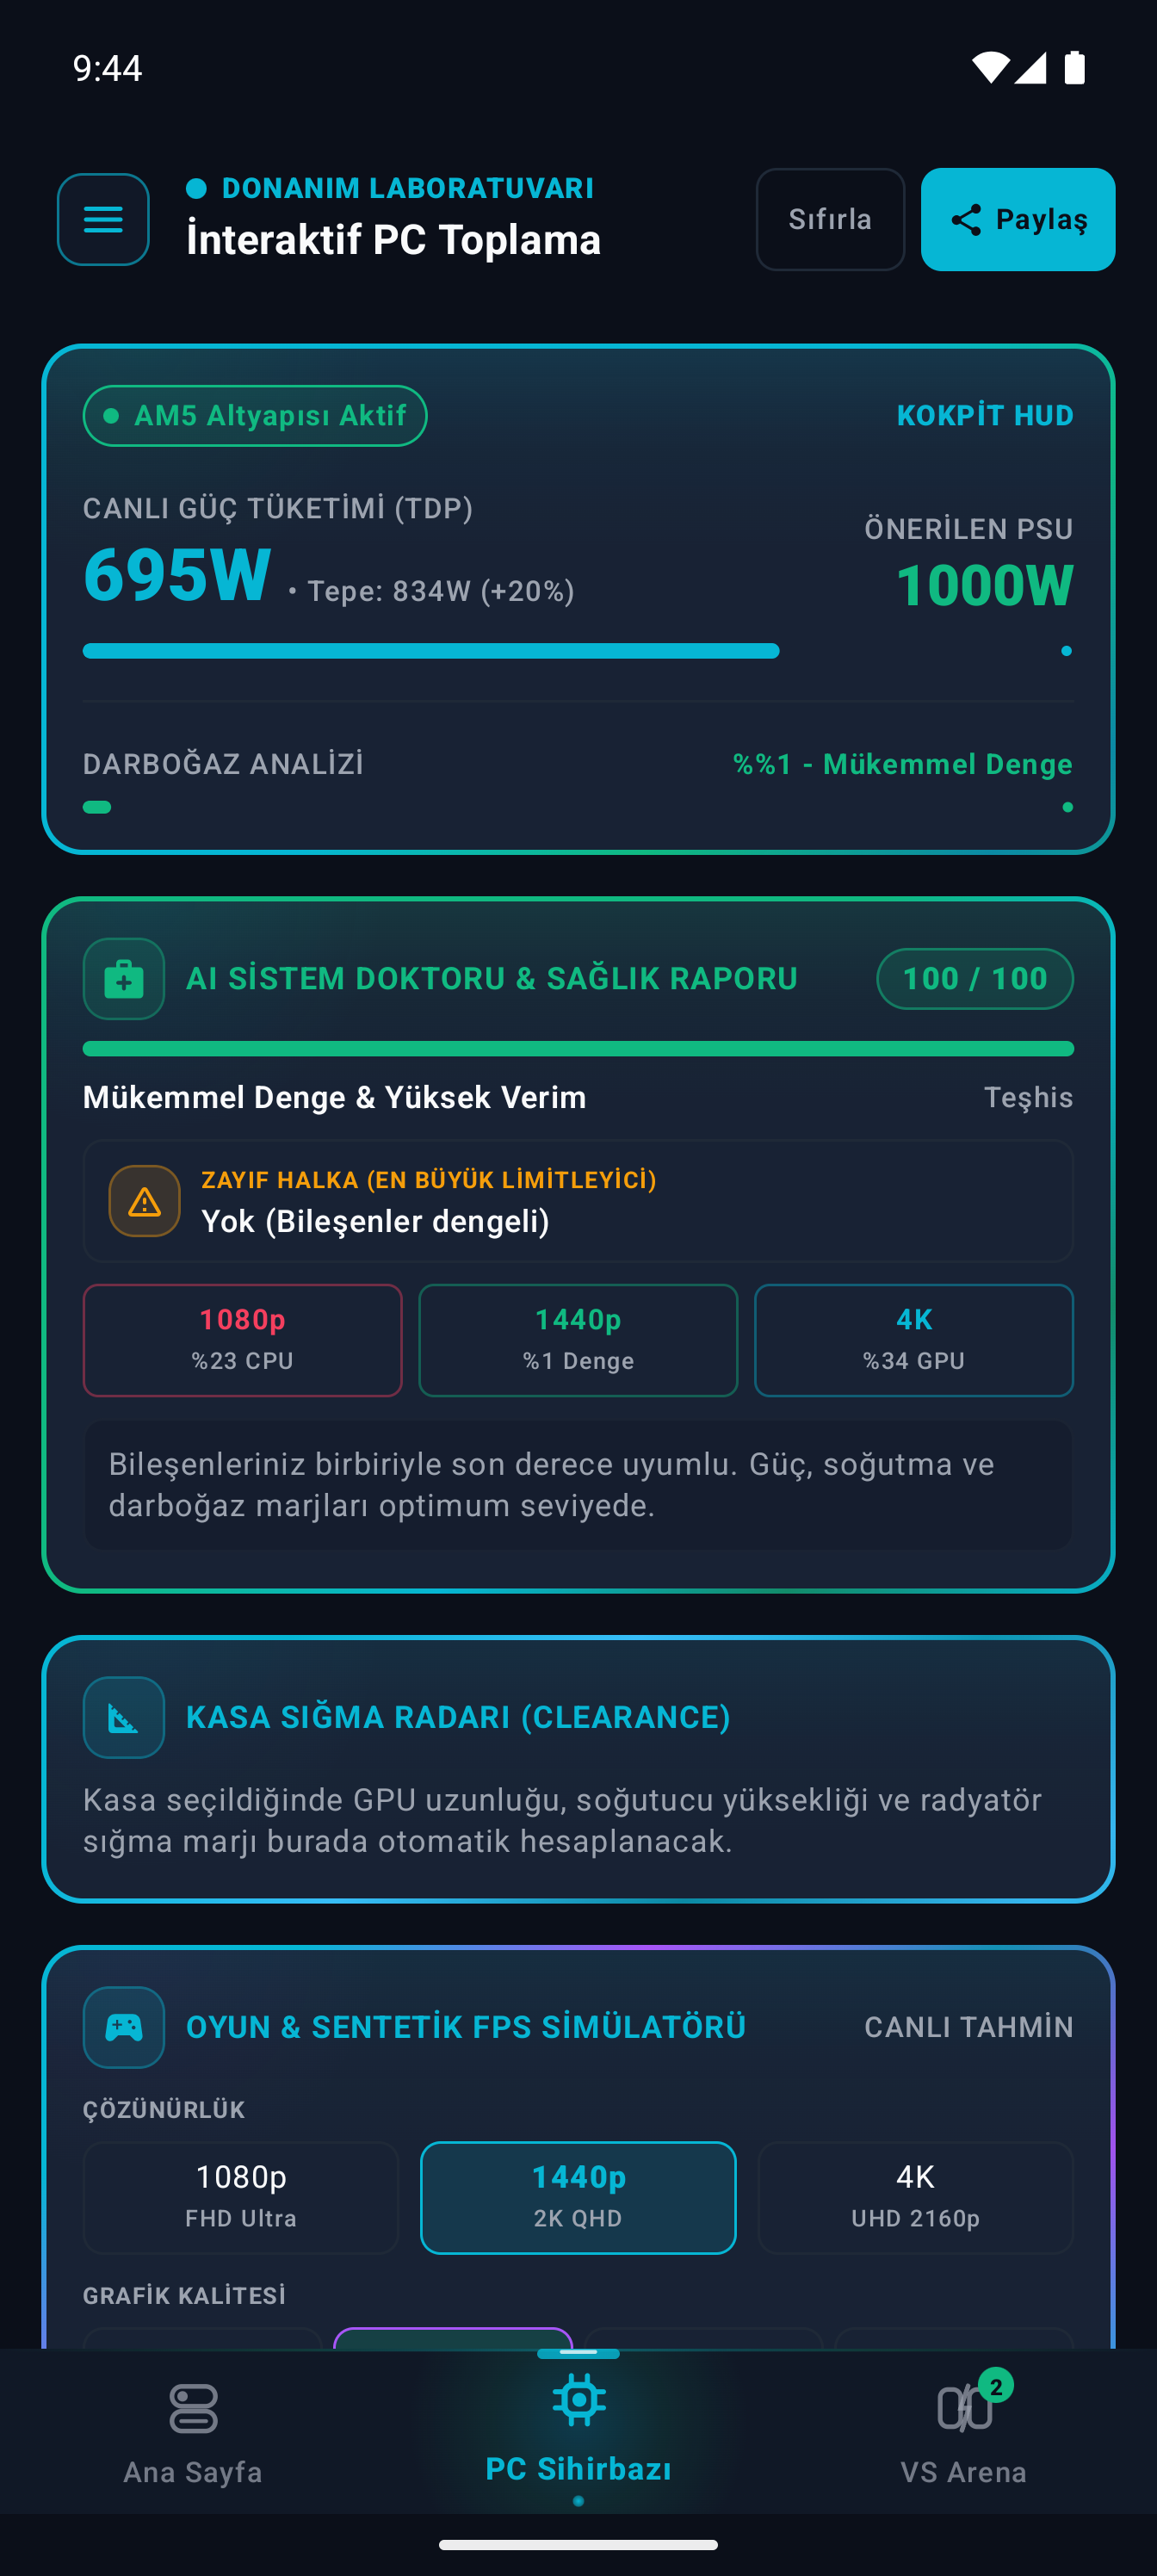 9:44
DONANIM LABORATUVARI
İnteraktif PC Toplama
Sıfırla
Paylaş
AM5 Altyapısı Aktif
KOKPİT HUD
CANLI GÜÇ TÜKETİMİ (TDP)
695W • Tepe: 834W (+20%)
ÖNERİLEN PSU
1000W
DARBOĞAZ ANALİZİ
%%1 - Mükemmel Denge
AI SİSTEM DOKTORU & SAĞLIK RAPORU
100 / 100
Mükemmel Denge & Yüksek Verim
Teşhis
ZAYIF HALKA (EN BÜYÜK LİMİTLEYİCİ)
Yok (Bileşenler dengeli)
1080p
%23 CPU
1440p
%1 Denge
4K
%34 GPU
Bileşenleriniz birbiriyle son derece uyumlu. Güç, soğutma ve
darboğaz marjları optimum seviyede.
KASA SIĞMA RADARI (CLEARANCE)
Kasa seçildiğinde GPU uzunluğu, soğutucu yüksekliği ve radyatör
sığma marjı burada otomatik hesaplanacak.
OYUN & SENTETİK FPS SİMÜLATÖRÜ
CANLI TAHMİN
ÇÖZÜNÜRLÜK
1080p
FHD Ultra
1440p
2K QHD
4K
UHD 2160p
GRAFİK KALİTESİ
Ana Sayfa
PC Sihirbazı
2
VS Arena